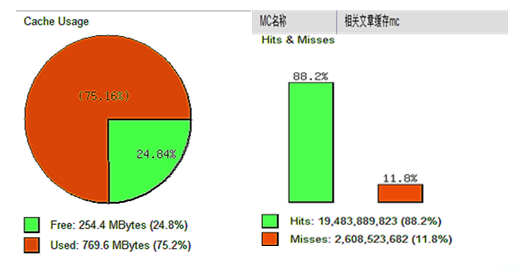 Cache Usage
(75.16%)
24.84%
Free: 254.4 MBytes (24.8%)
Used: 769.6 MBytes (75.2%)
MC名称 相关文章缓存mc
Hits & Misses
88.2%
11.8%
Hits: 19,483,889,823 (88.2%)
Misses: 2,608,523,682 (11.8%)